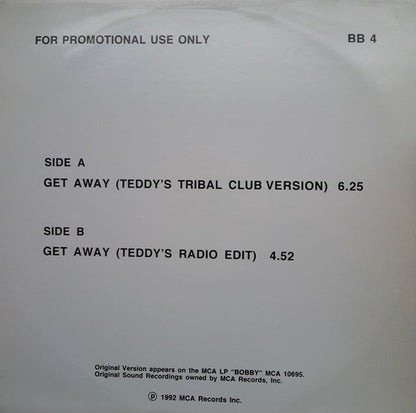 FOR PROMOTIONAL USE ONLY BB 4
SIDE A
GET AWAY (TEDDY'S TRIBAL CLUB VERSION) 6.25
SIDE B
GET AWAY (TEDDY'S RADIO EDIT) 4.52
Original Version appears on the MCA LP "BOBBY" MCA 10695.
Original Sound Recordings owned by MCA Records, Inc.
Ⓟ 1992 MCA Records Inc.